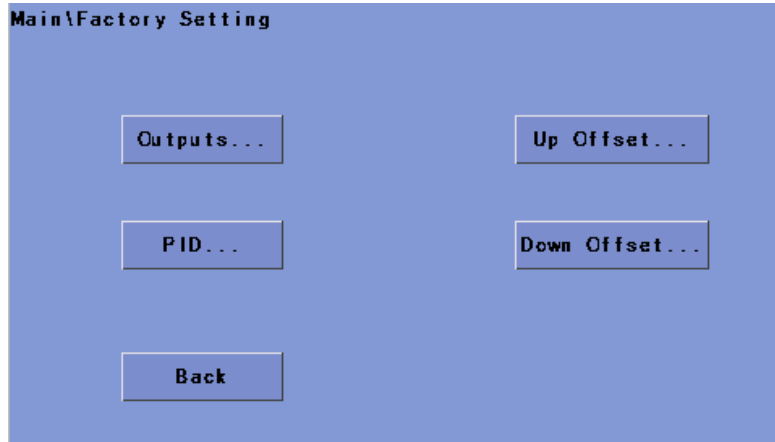 Main\Factory Setting
Outputs...
Up Offset...
PID...
Down Offset...
Back